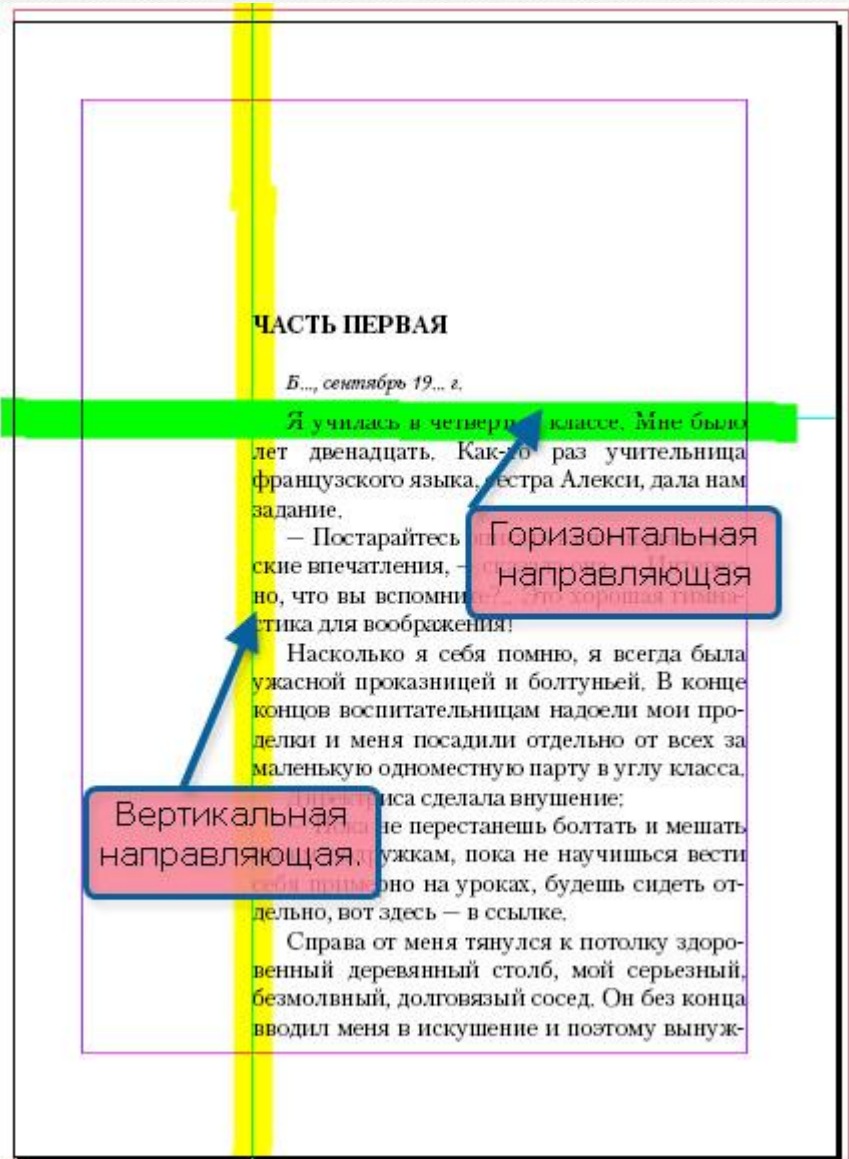 ЧАСТЬ ПЕРВАЯ
Б..., сентябрь 19... г.
Я училась в четвертом классе. Мне было
лет двенадцать. Как-то раз учительница
французского языка, сестра Алекси, дала нам
задание.
— Постарайтесь
ские впечатления, — сказала она. — Интерес-
но, что вы вспомните?.. Это хорошая гимна-
стика для воображения!
Насколько я себя помню, я всегда была
ужасной проказницей и болтуньей. В конце
концов воспитательницам надоели мои про-
делки и меня посадили отдельно от всех за
маленькую одноместную парту в углу класса.
Директриса сделала внушение:
— Пока не перестанешь болтать и мешать
подружкам, пока не научишься вести
себя примерно на уроках, будешь сидеть от-
дельно, вот здесь — в ссылке.
Справа от меня тянулся к потолку здоро-
венный деревянный столб, мой серьезный,
безмолвный, долговязый сосед. Он без конца
вводил меня в искушение и поэтому вынуж-
Горизонтальная
направляющая
Вертикальная
направляющая.